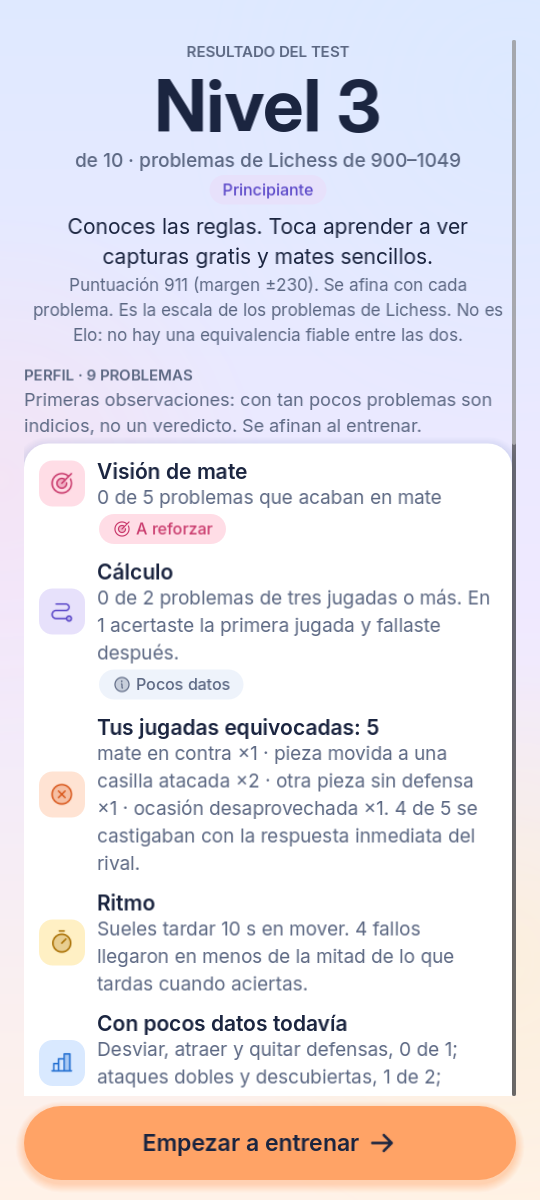 RESULTADO DEL TEST
Nivel 3
de 10 · problemas de Lichess de 900–1049
Principiante
Conoces las reglas. Toca aprender a ver
capturas gratis y mates sencillos.
Puntuación 911 (margen ±230). Se afina con cada
problema. Es la escala de los problemas de Lichess. No es
Elo: no hay una equivalencia fiable entre las dos.
PERFIL · 9 PROBLEMAS
Primeras observaciones: con tan pocos problemas son
indicios, no un veredicto. Se afinan al entrenar.
Visión de mate
0 de 5 problemas que acaban en mate
A reforzar
Cálculo
0 de 2 problemas de tres jugadas o más. En
1 acertaste la primera jugada y fallaste
después.
Pocos datos
Tus jugadas equivocadas: 5
mate en contra ×1 · pieza movida a una
casilla atacada ×2 · otra pieza sin defensa
×1 · ocasión desaprovechada ×1. 4 de 5 se
castigaban con la respuesta inmediata del
rival.
Ritmo
Sueles tardar 10 s en mover. 4 fallos
llegaron en menos de la mitad de lo que
tardas cuando aciertas.
Con pocos datos todavía
Desviar, atraer y quitar defensas, 0 de 1;
ataques dobles y descubiertas, 1 de 2;
Empezar a entrenar →